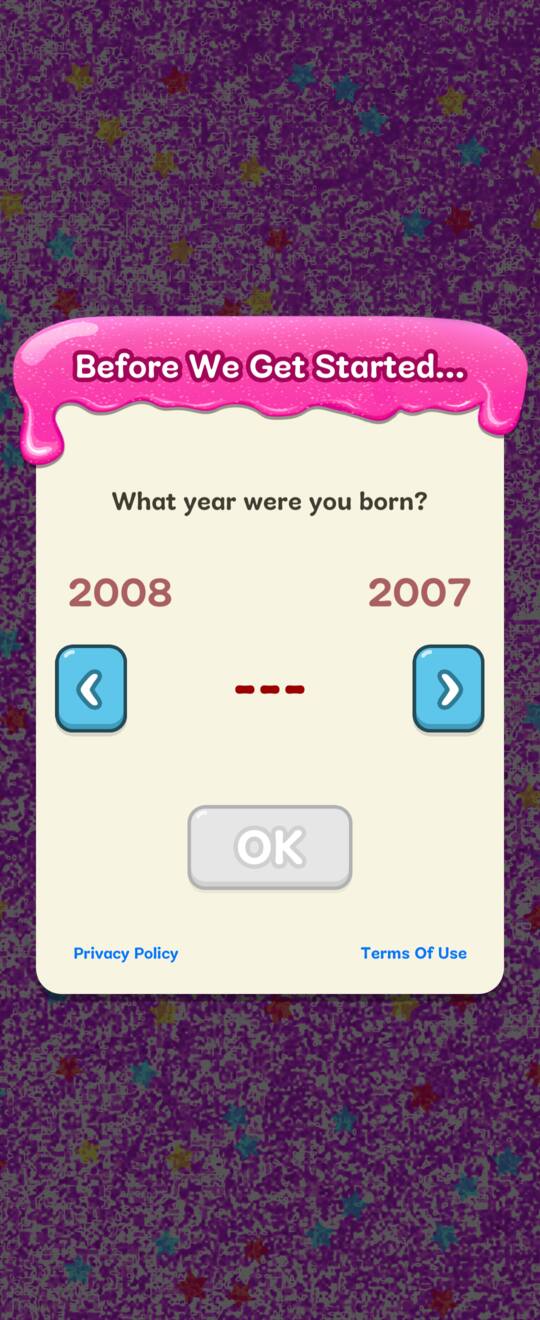 Before We Get Started...
What year were you born?
2008 2007
---
OK
Privacy Policy Terms Of Use